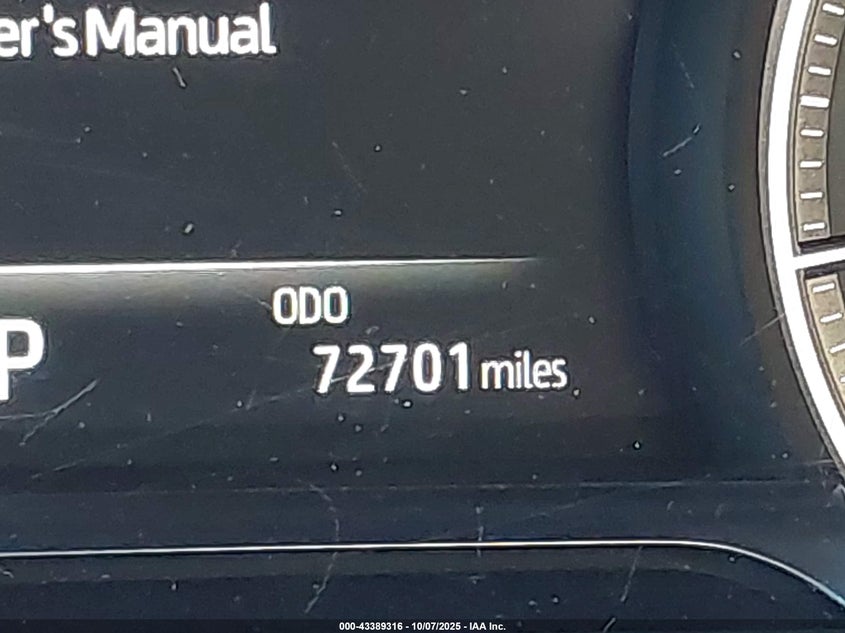 er's Manual
ODO
P
72701 miles
000-43389316 - 10/07/2025 - IAA Inc.